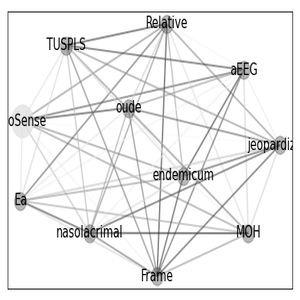 Relative
TUSPLS
aEEG
oude
oSense
jeopardiz
endemicum
Ea
nasolacrimal
MOH
Frame